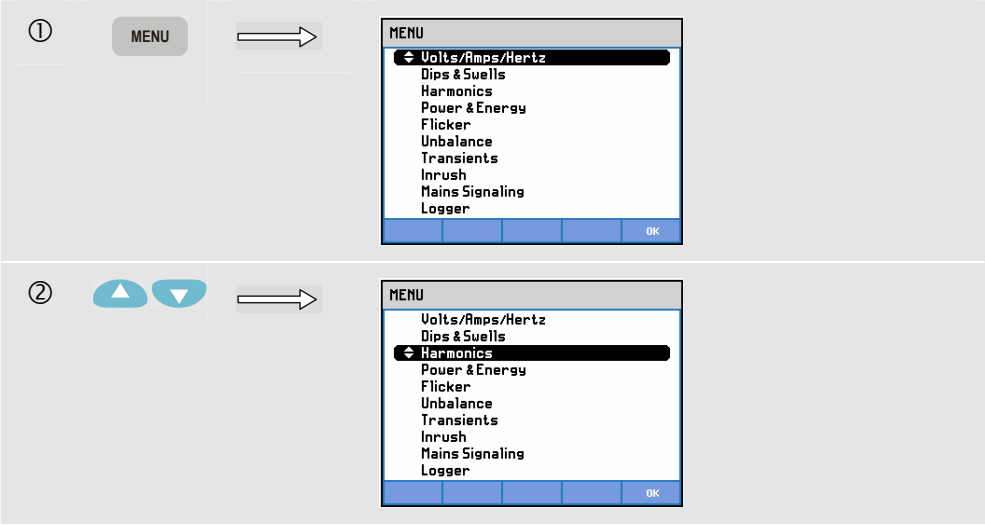 ①
MENU
MENU
Volts/Amps/Hertz
Dips & Swells
Harmonics
Power & Energy
Flicker
Unbalance
Transients
Inrush
Mains Signaling
Logger
OK
②
MENU
Volts/Amps/Hertz
Dips & Swells
Harmonics
Power & Energy
Flicker
Unbalance
Transients
Inrush
Mains Signaling
Logger
OK